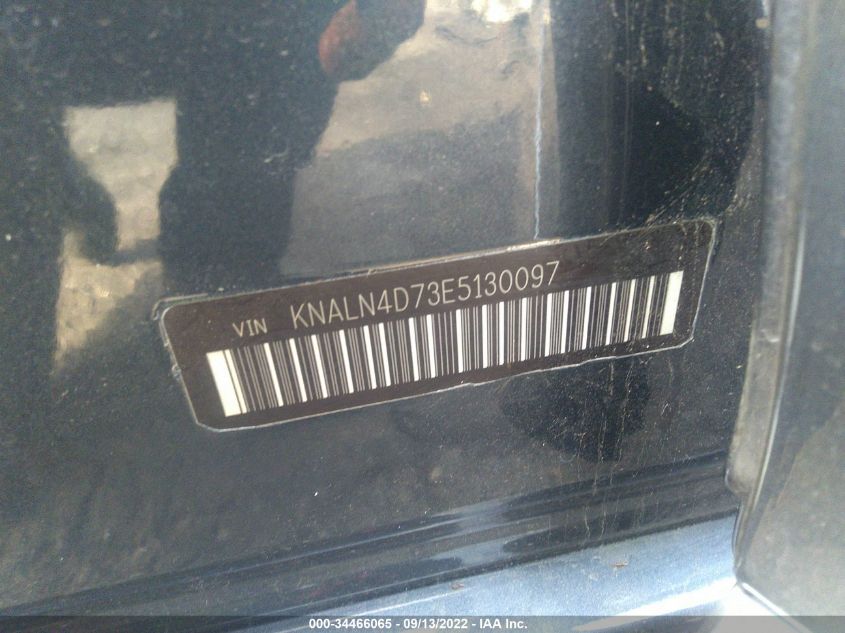 VIN KNALN4D73E5130097
000-34466065 - 09/13/2022 - IAA Inc.